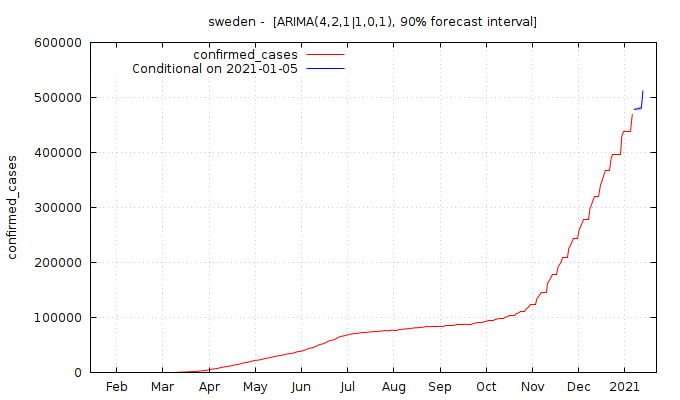 sweden - [ARIMA(4,2,1|1,0,1), 90% forecast interval]
confirmed_cases
Conditional on 2021-01-05
600000
500000
400000
300000
200000
100000
0
confirmed_cases
Feb Mar Apr May Jun Jul Aug Sep Oct Nov Dec 2021